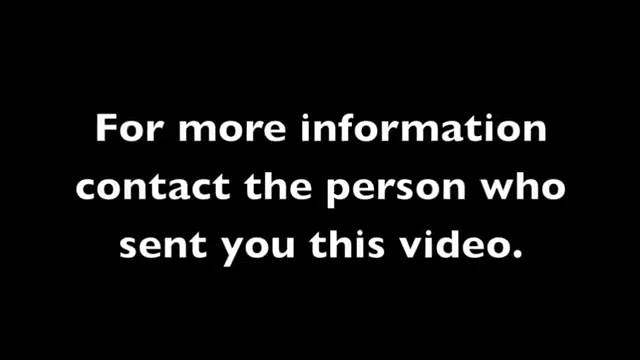 For more information
contact the person who
sent you this video.